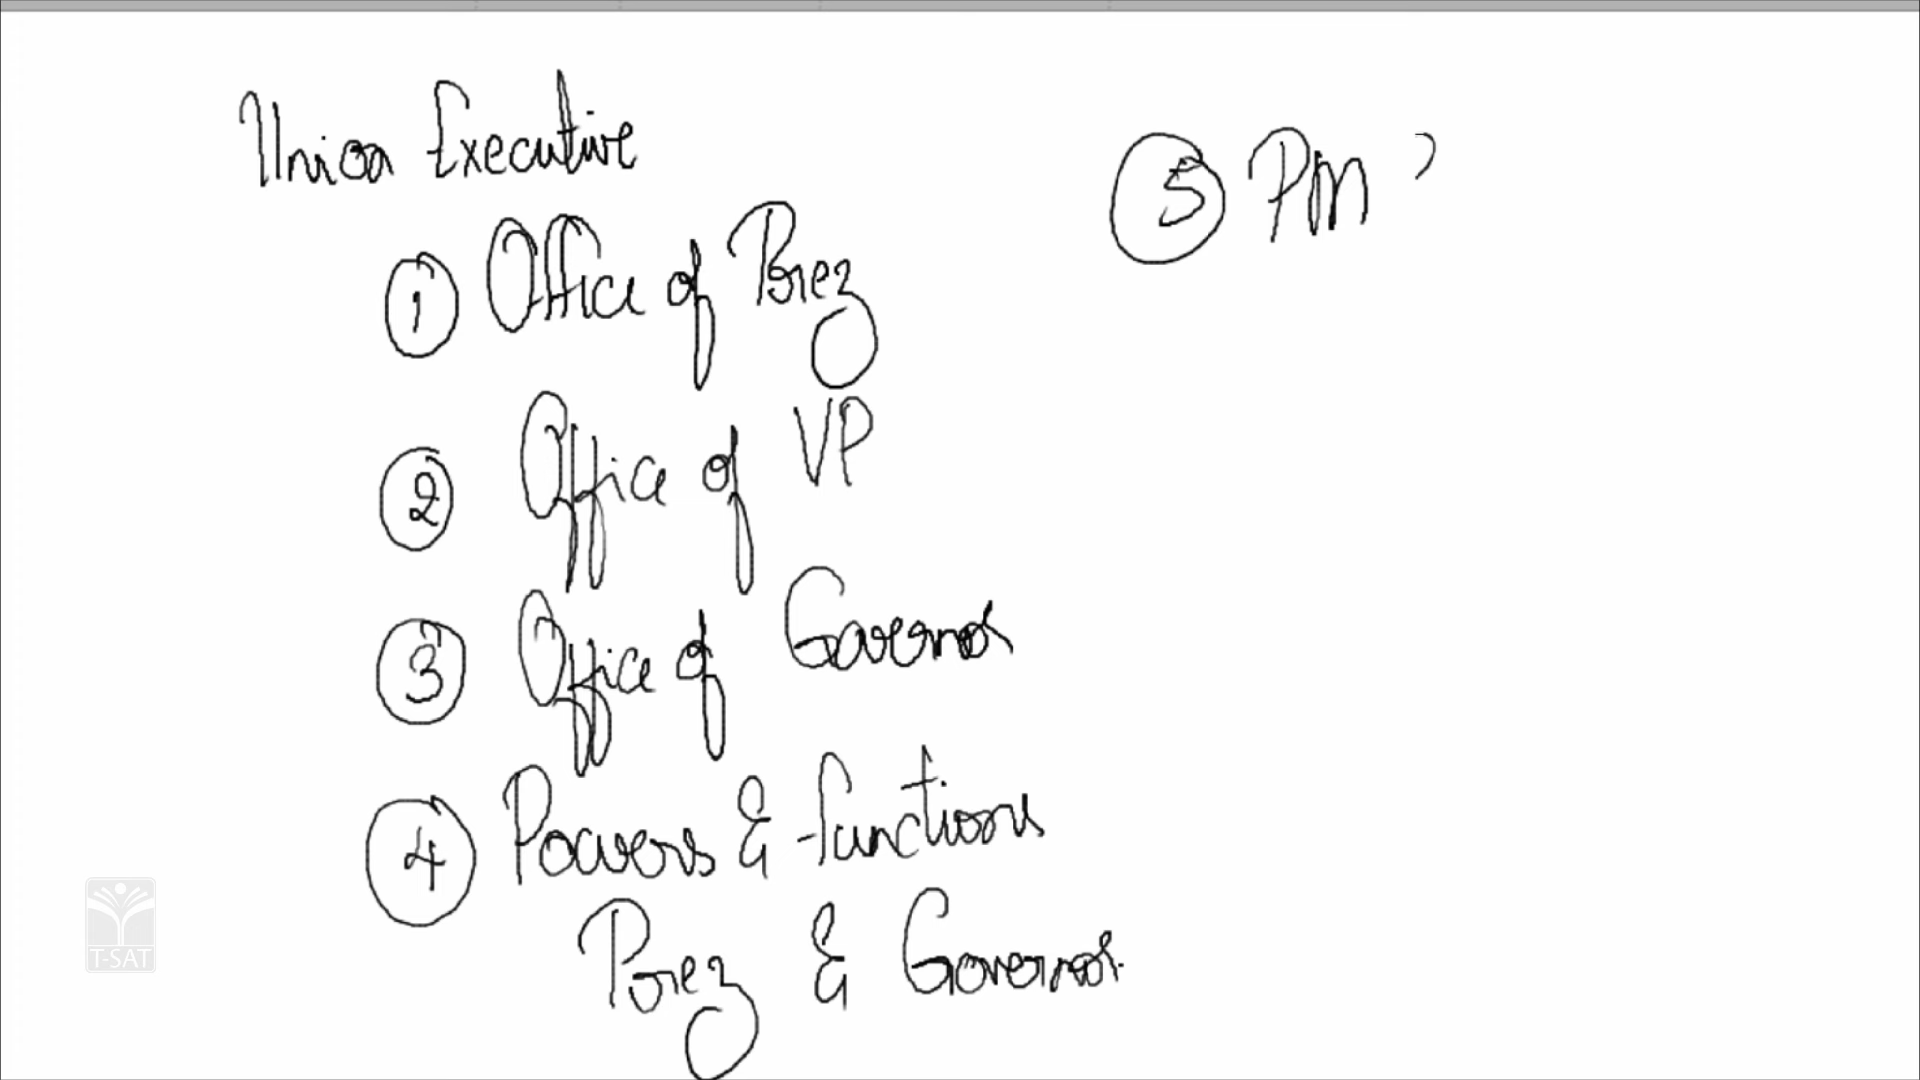 Union Executive
① Office of Prez
② Office of VP
③ Office of Governor
④ Powers & functions
Prez & Governor
⑤ PM
T-SAT